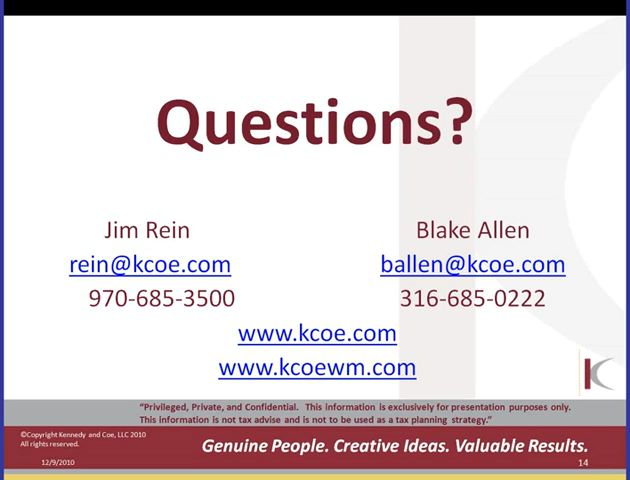 Questions?
Jim Rein
Blake Allen
rein@kcoe.com
ballen@kcoe.com
970-685-3500
316-685-0222
www.kcoe.com
www.kcoewm.com
K
"Privileged, Private, and Confidential. This information is exclusively for presentation purposes only.
This information is not tax advise and is not to be used as a tax planning strategy."
©Copyright Kennedy and Coe, LLC 2010
All rights reserved.
Genuine People. Creative Ideas. Valuable Results.
12/9/2010
14